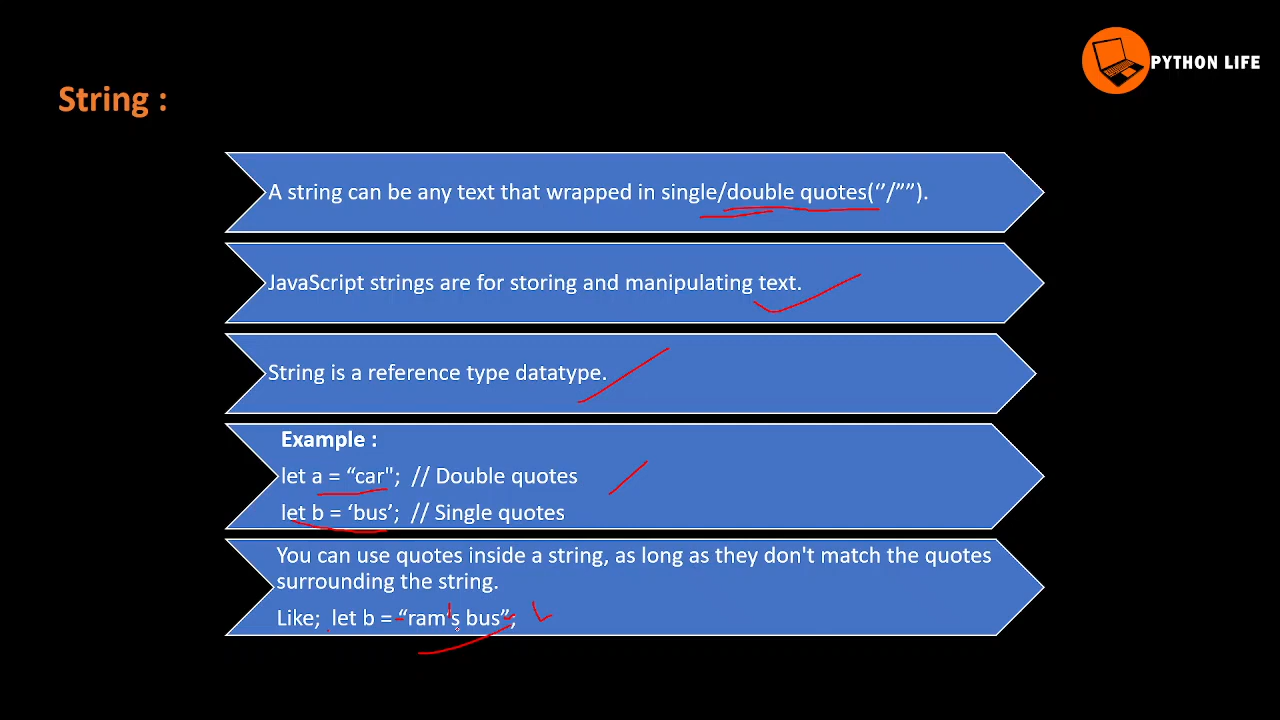 PYTHON LIFE
String :
A string can be any text that wrapped in single/double quotes(‘’/””).
JavaScript strings are for storing and manipulating text.
String is a reference type datatype.
Example :
let a = “car"; // Double quotes
let b = ‘bus’; // Single quotes
You can use quotes inside a string, as long as they don't match the quotes
surrounding the string.
Like; let b = “ram's bus”;